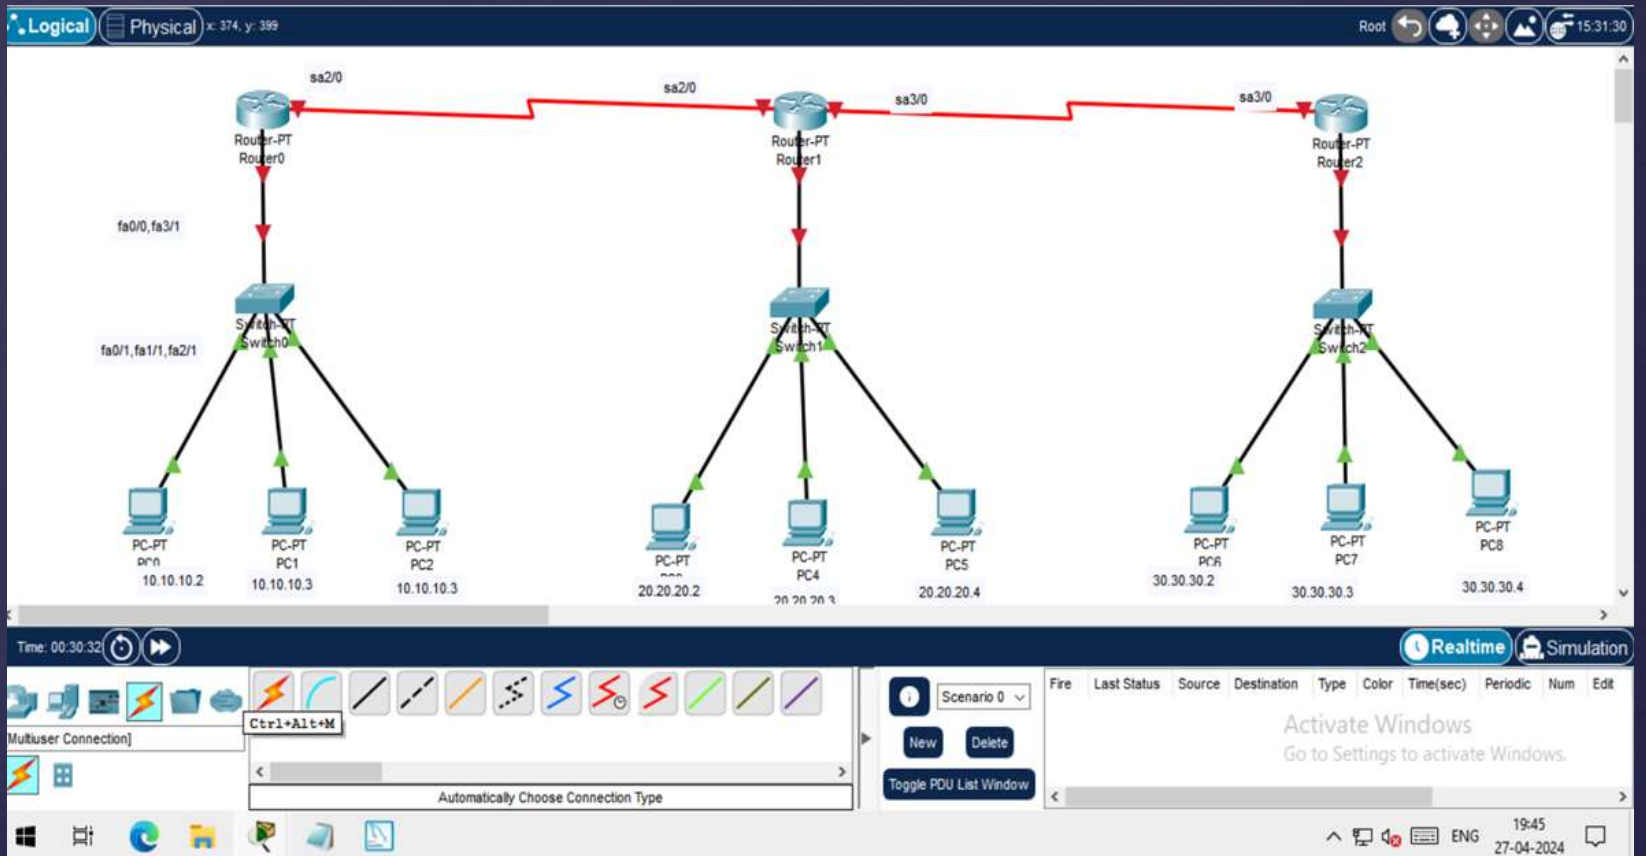 Logical Physical x: 374, y: 399 Root 15:31:30
sa2/0 sa2/0 sa3/0 sa3/0
Router-PT Router-PT Router-PT
Router0 Router1 Router2
fa0/0,fa3/1
Switch-PT Switch-PT Switch-PT
Switch0 Switch1 Switch2
fa0/1,fa1/1,fa2/1
PC-PT PC-PT PC-PT PC-PT PC-PT PC-PT PC-PT PC-PT PC-PT
PC0 PC1 PC2 PC4 PC5 PC6 PC7 PC8
10.10.10.2 10.10.10.3 10.10.10.3 20.20.20.2 20.20.20.3 20.20.20.4 30.30.30.2 30.30.30.3 30.30.30.4
Time: 00:30:32 Realtime Simulation
Ctrl+Alt+M
Multiuser Connection]
Automatically Choose Connection Type
Scenario 0
New Delete
Toggle PDU List Window
Fire Last Status Source Destination Type Color Time(sec) Periodic Num Edit
Activate Windows
Go to Settings to activate Windows.
ENG 19:45
27-04-2024